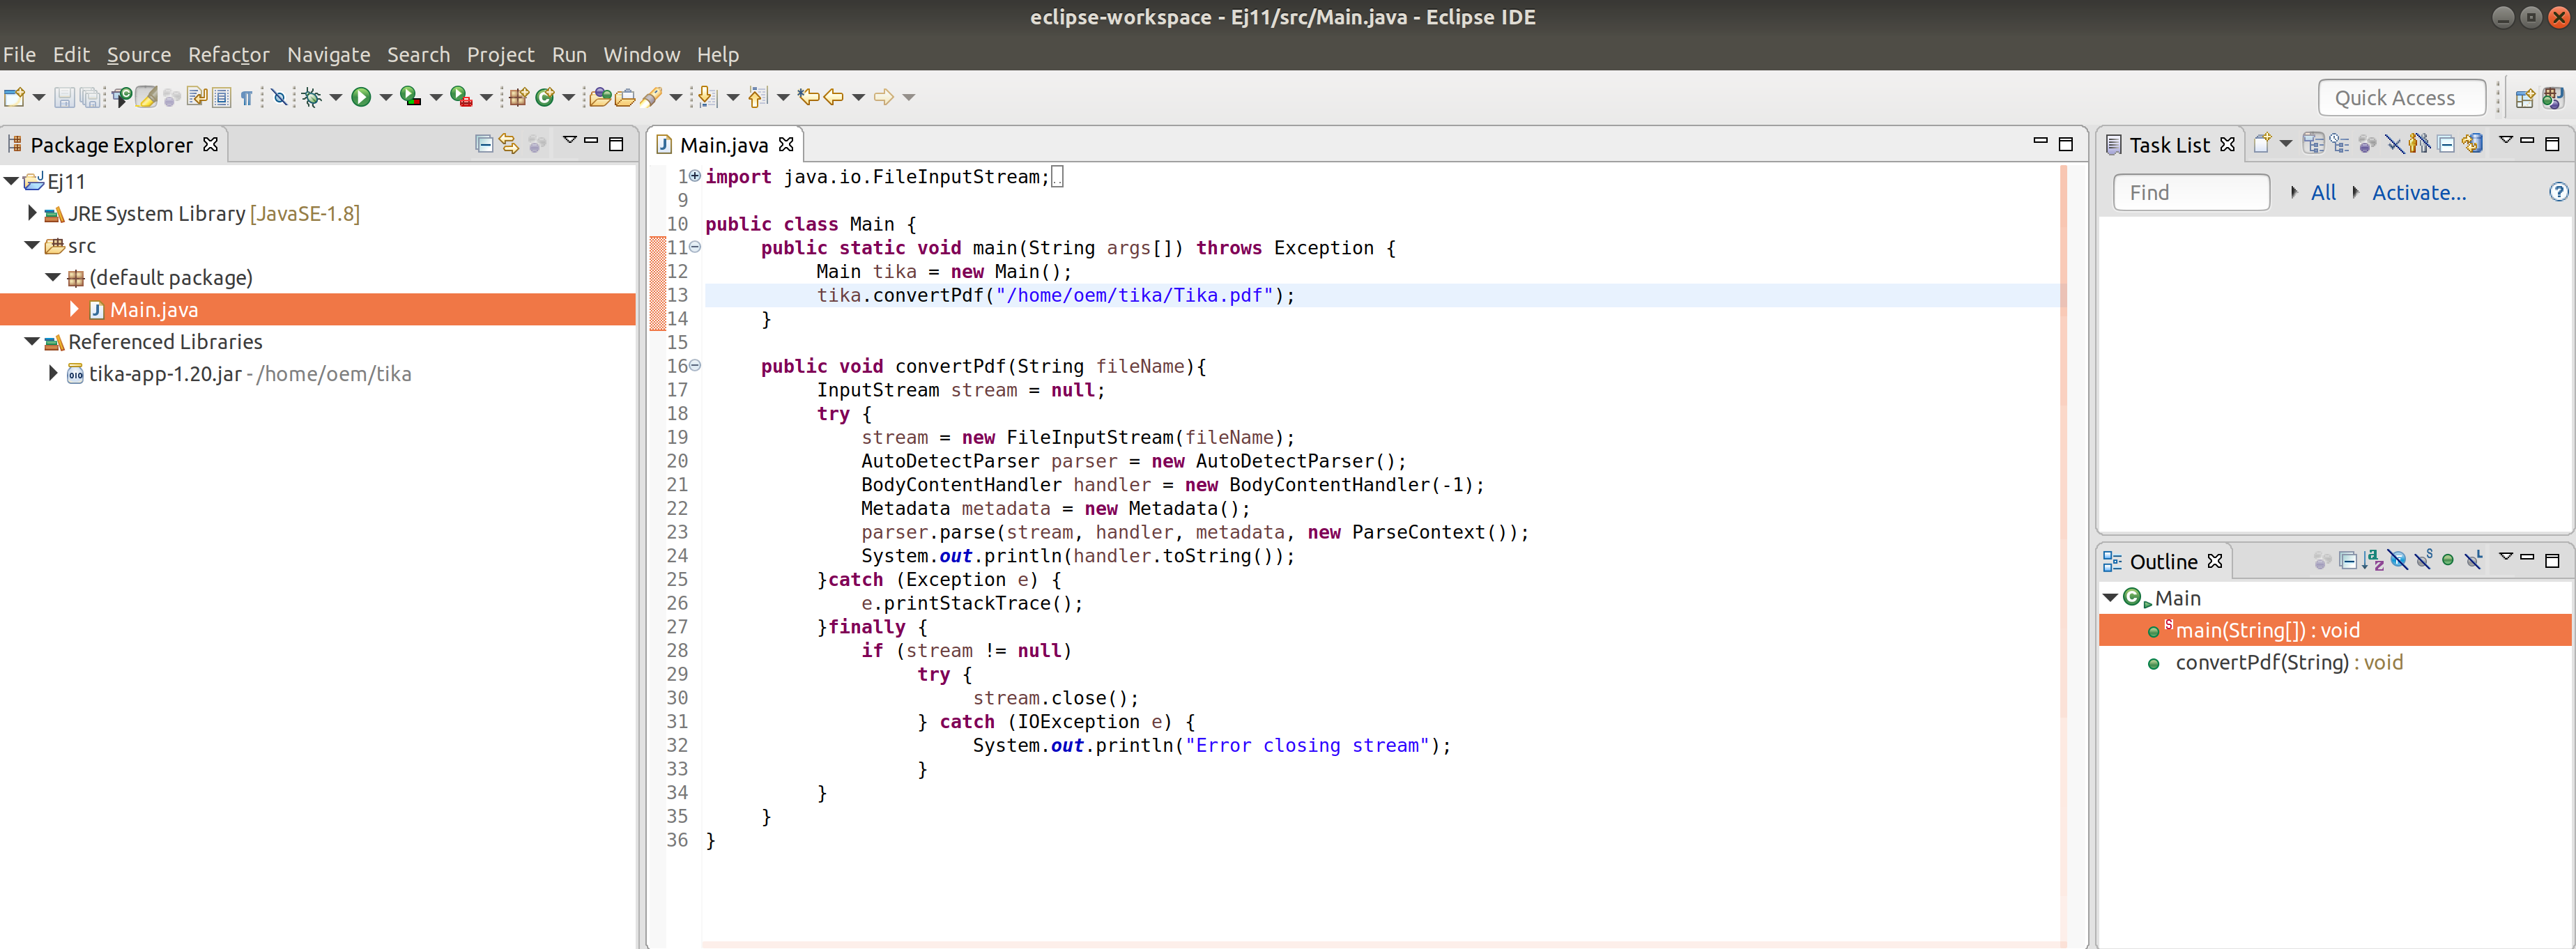 eclipse-workspace - Ej11/src/Main.java - Eclipse IDE
File Edit Source Refactor Navigate Search Project Run Window Help
Quick Access
Package Explorer
Ej11
JRE System Library [JavaSE-1.8]
src
(default package)
Main.java
Referenced Libraries
tika-app-1.20.jar - /home/oem/tika
Main.java
1 import java.io.FileInputStream;
9
10 public class Main {
11 public static void main(String args[]) throws Exception {
12 Main tika = new Main();
13 tika.convertPdf("/home/oem/tika/Tika.pdf");
14 }
15
16 public void convertPdf(String fileName){
17 InputStream stream = null;
18 try {
19 stream = new FileInputStream(fileName);
20 AutoDetectParser parser = new AutoDetectParser();
21 BodyContentHandler handler = new BodyContentHandler(-1);
22 Metadata metadata = new Metadata();
23 parser.parse(stream, handler, metadata, new ParseContext());
24 System.out.println(handler.toString());
25 }catch (Exception e) {
26 e.printStackTrace();
27 }finally {
28 if (stream != null)
29 try {
30 stream.close();
31 } catch (IOException e) {
32 System.out.println("Error closing stream");
33 }
34 }
35 }
36 }
Task List
Find All Activate...
Outline
Main
main(String[]) : void
convertPdf(String) : void